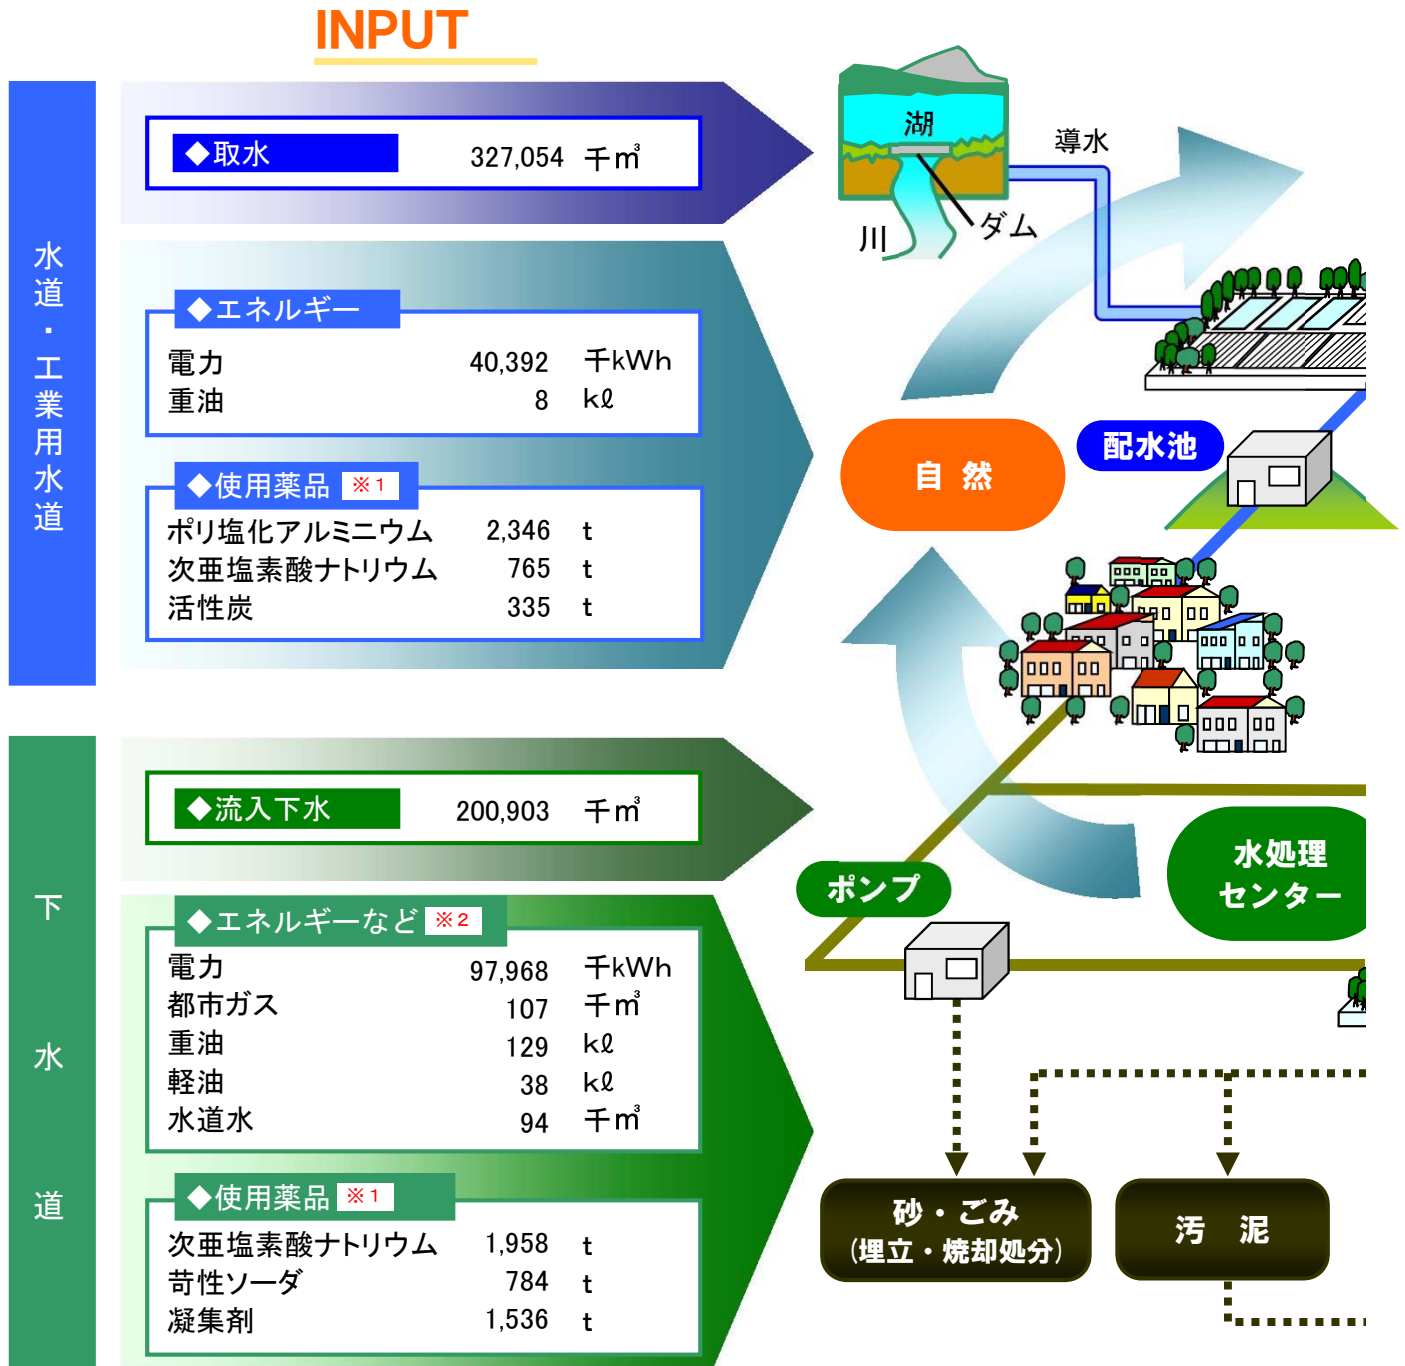 INPUT
水道・工業用水道
◆取水 327,054 千㎥
◆エネルギー
電力 40,392 千kWh
重油 8 kℓ
◆使用薬品 ※1
ポリ塩化アルミニウム 2,346 t
次亜塩素酸ナトリウム 765 t
活性炭 335 t
湖
導水
ダム
川
自然
配水池
下水道
◆流入下水 200,903 千㎥
◆エネルギーなど ※2
電力 97,968 千kWh
都市ガス 107 千㎥
重油 129 kℓ
軽油 38 kℓ
水道水 94 千㎥
◆使用薬品 ※1
次亜塩素酸ナトリウム 1,958 t
苛性ソーダ 784 t
凝集剤 1,536 t
ポンプ
水処理
センター
砂・ごみ
(埋立・焼却処分)
汚泥